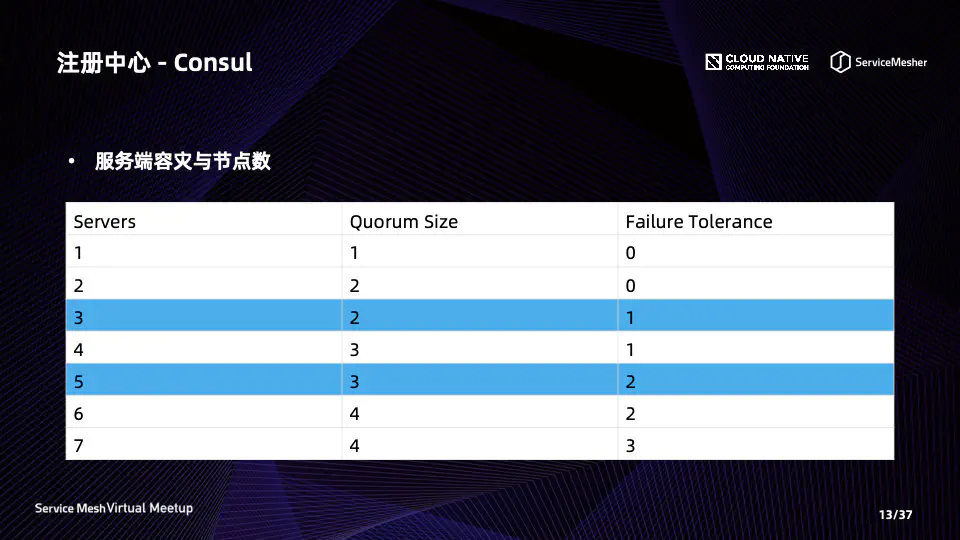 注册中心 - Consul
CLOUD NATIVE
COMPUTING FOUNDATION
ServiceMesher
• 服务端容灾与节点数
Servers Quorum Size Failure Tolerance
1 1 0
2 2 0
3 2 1
4 3 1
5 3 2
6 4 2
7 4 3
Service Mesh Virtual Meetup
13/37